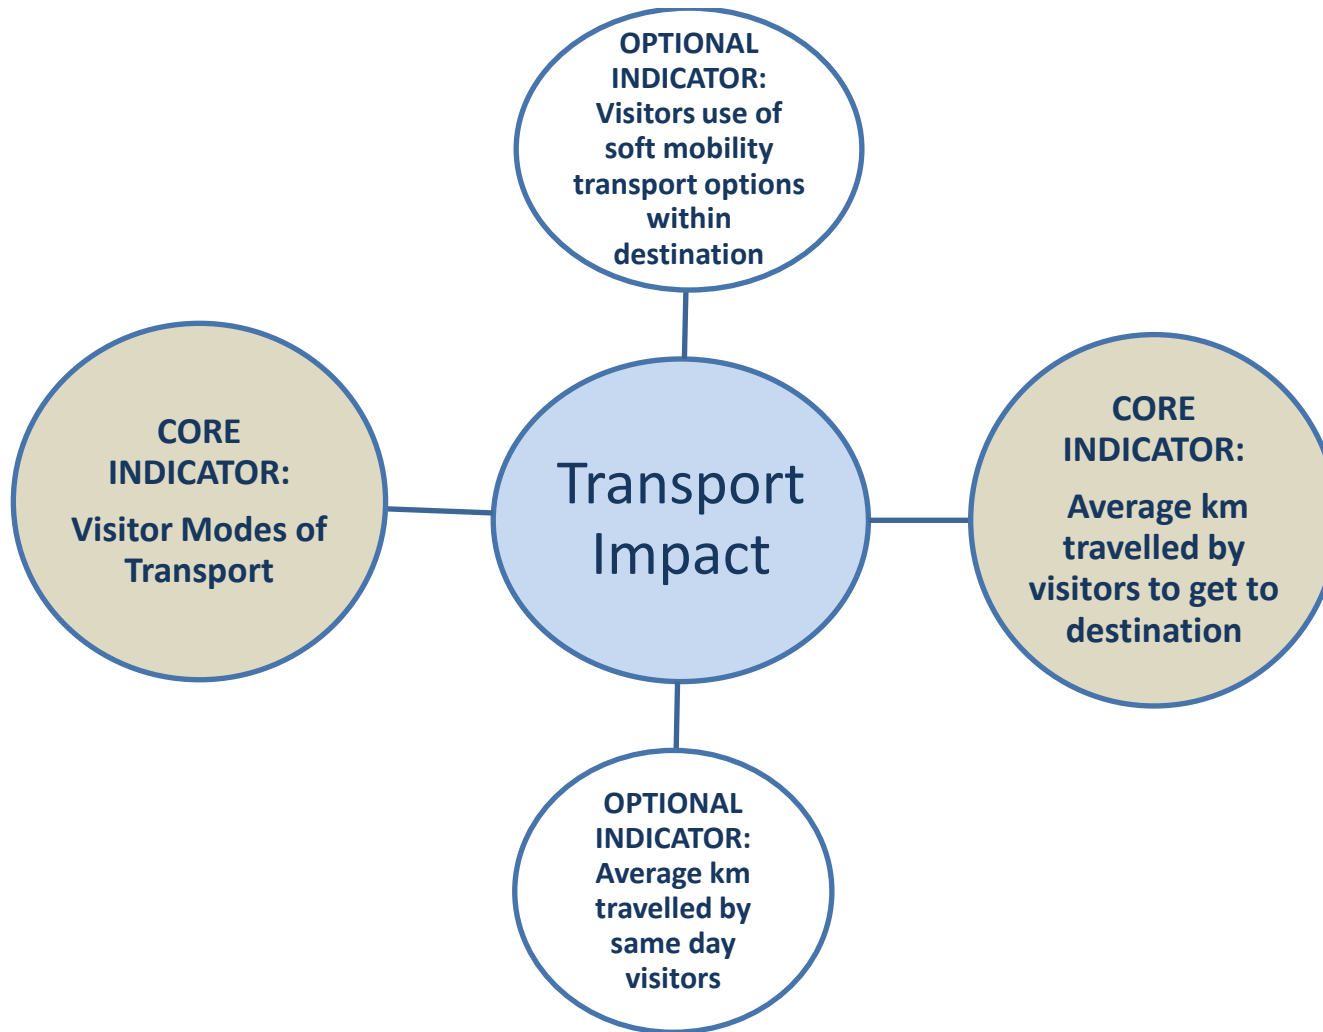 OPTIONAL
INDICATOR:
Visitors use of
soft mobility
transport options
within
destination
CORE
INDICATOR:
Visitor Modes of
Transport
Transport
Impact
CORE
INDICATOR:
Average km
travelled by
visitors to get to
destination
OPTIONAL
INDICATOR:
Average km
travelled by
same day
visitors